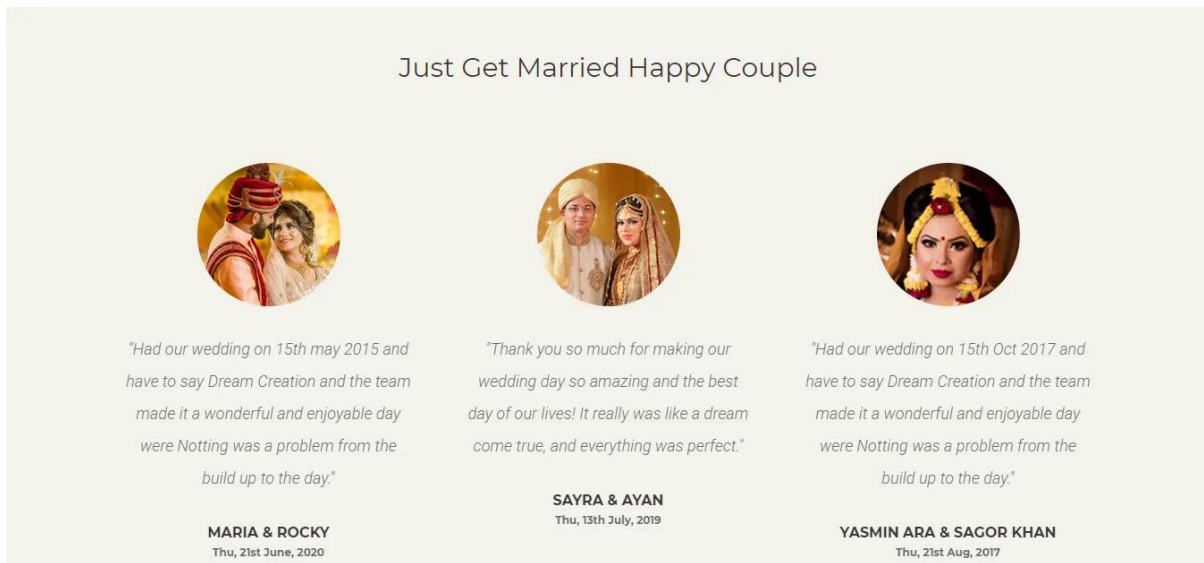 Just Get Married Happy Couple
"Had our wedding on 15th may 2015 and
have to say Dream Creation and the team
made it a wonderful and enjoyable day
were Notting was a problem from the
build up to the day."
MARIA & ROCKY
Thu, 21st June, 2020
"Thank you so much for making our
wedding day so amazing and the best
day of our lives! It really was like a dream
come true, and everything was perfect."
SAYRA & AYAN
Thu, 13th July, 2019
"Had our wedding on 15th Oct 2017 and
have to say Dream Creation and the team
made it a wonderful and enjoyable day
were Notting was a problem from the
build up to the day."
YASMIN ARA & SAGOR KHAN
Thu, 21st Aug, 2017